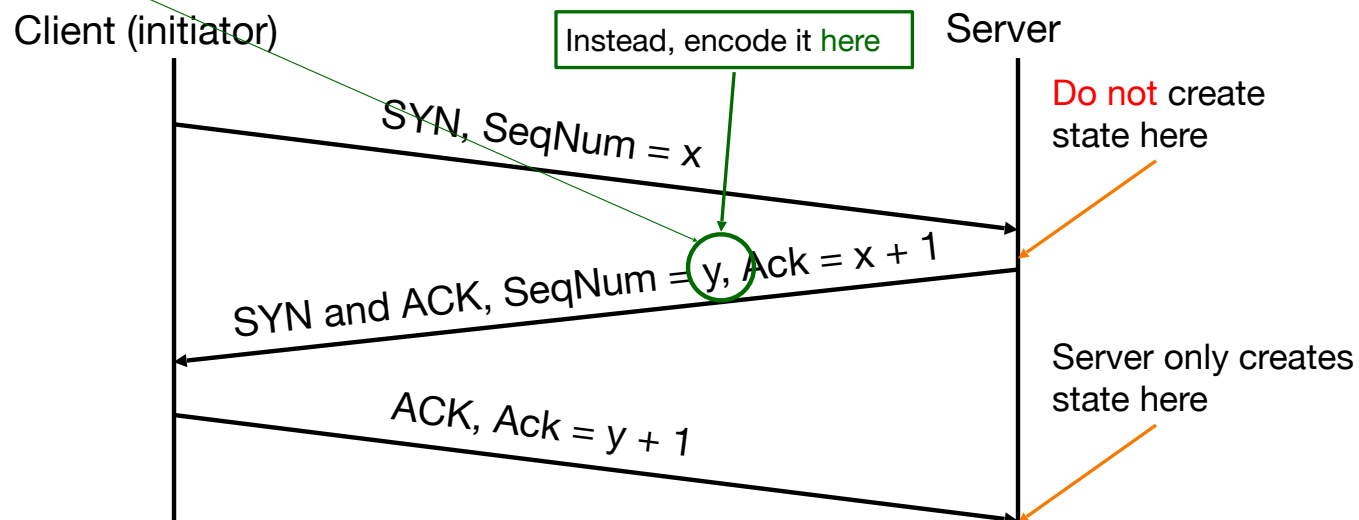 Client (initiator)
Instead, encode it here
Server
Do not create
state here
SYN, SeqNum = x
SYN and ACK, SeqNum = y, Ack = x + 1
Server only creates
state here
ACK, Ack = y + 1